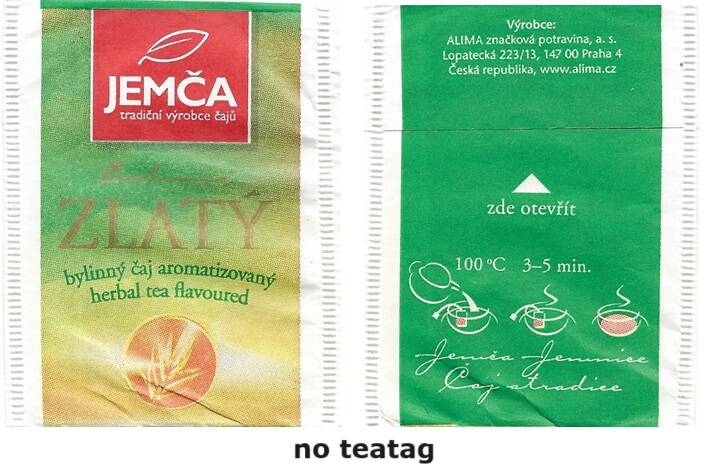 JEMČA
tradiční výrobce čajů
ZLATÝ
bylinný čaj aromatizovaný
herbal tea flavoured
Výrobce:
ALIMA značková potravina, a. s.
Lopatecká 223/13, 147 00 Praha 4
Česká republika, www.alima.cz
zde otevřít
100 ºC 3–5 min.
Jemča Jemnice
Čaj a tradice
no teatag